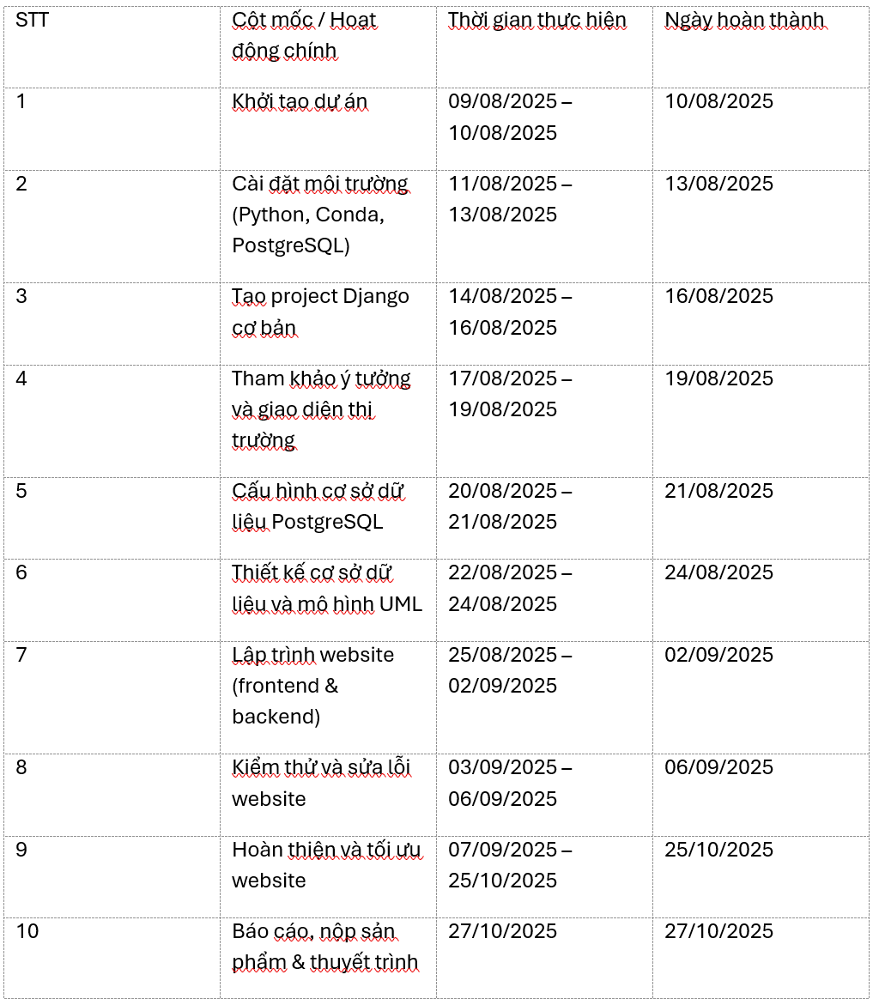 STT
Cột mốc / Hoạt
động chính
Thời gian thực hiện
Ngày hoàn thành
1
Khởi tạo dự án
09/08/2025 –
10/08/2025
10/08/2025
2
Cài đặt môi trường
(Python, Conda,
PostgreSQL)
11/08/2025 –
13/08/2025
13/08/2025
3
Tạo project Django
cơ bản
14/08/2025 –
16/08/2025
16/08/2025
4
Tham khảo ý tưởng
và giao diện thị
trường
17/08/2025 –
19/08/2025
19/08/2025
5
Cấu hình cơ sở dữ
liệu PostgreSQL
20/08/2025 –
21/08/2025
21/08/2025
6
Thiết kế cơ sở dữ
liệu và mô hình UML
22/08/2025 –
24/08/2025
24/08/2025
7
Lập trình website
(frontend &
backend)
25/08/2025 –
02/09/2025
02/09/2025
8
Kiểm thử và sửa lỗi
website
03/09/2025 –
06/09/2025
06/09/2025
9
Hoàn thiện và tối ưu
website
07/09/2025 –
25/10/2025
25/10/2025
10
Báo cáo, nộp sản
phẩm & thuyết trình
27/10/2025
27/10/2025